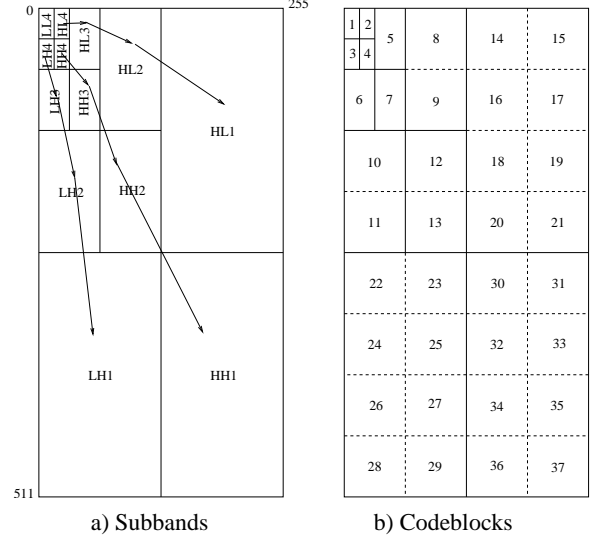 0
255
LL4
HL4
LH4
HH4
HL3
LH3
HH3
HL2
HL1
LH2
HH2
LH1
HH1
511
a) Subbands
1 2
3 4
5 8 14 15
6 7 9 16 17
10 12 18 19
11 13 20 21
22 23 30 31
24 25 32 33
26 27 34 35
28 29 36 37
b) Codeblocks